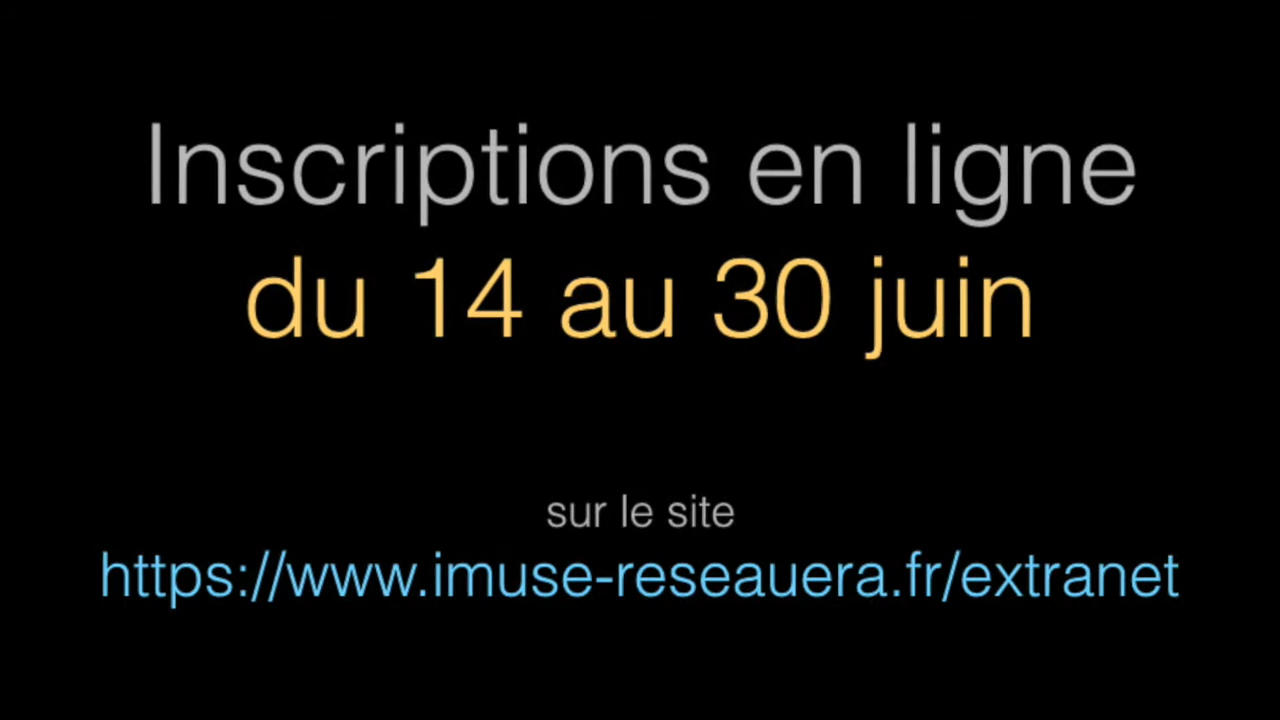 Inscriptions en ligne
du 14 au 30 juin
sur le site
https://www.imuse-reseauera.fr/extranet